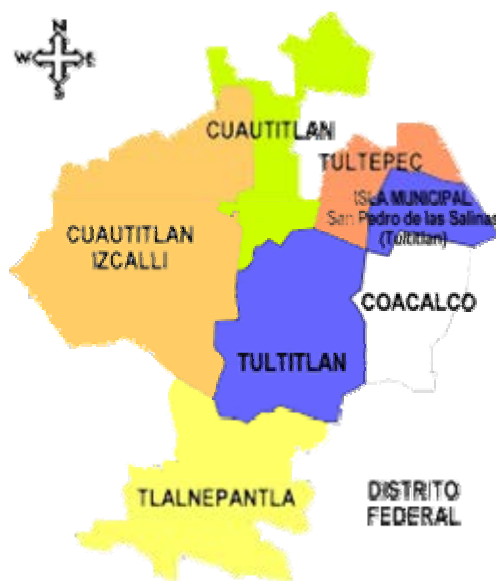 N
W E
S
CUAUTITLAN
TULTEPEC
ISLA MUNICIPAL
San Pedro de las Salinas
(Tultitlan)
CUAUTITLAN
IZCALLI
COACALCO
TULTITLAN
TLALNEPANTLA
DISTRITO
FEDERAL